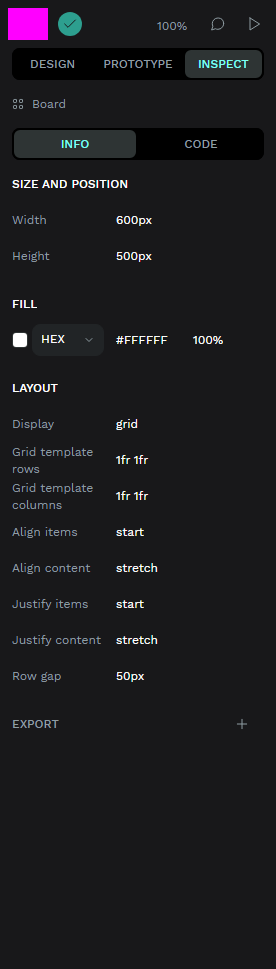 100%
DESIGN PROTOTYPE INSPECT
Board
INFO CODE
SIZE AND POSITION
Width 600px
Height 500px
FILL
HEX #FFFFFF 100%
LAYOUT
Display grid
Grid template
rows 1fr 1fr
Grid template
columns 1fr 1fr
Align items start
Align content stretch
Justify items start
Justify content stretch
Row gap 50px
EXPORT